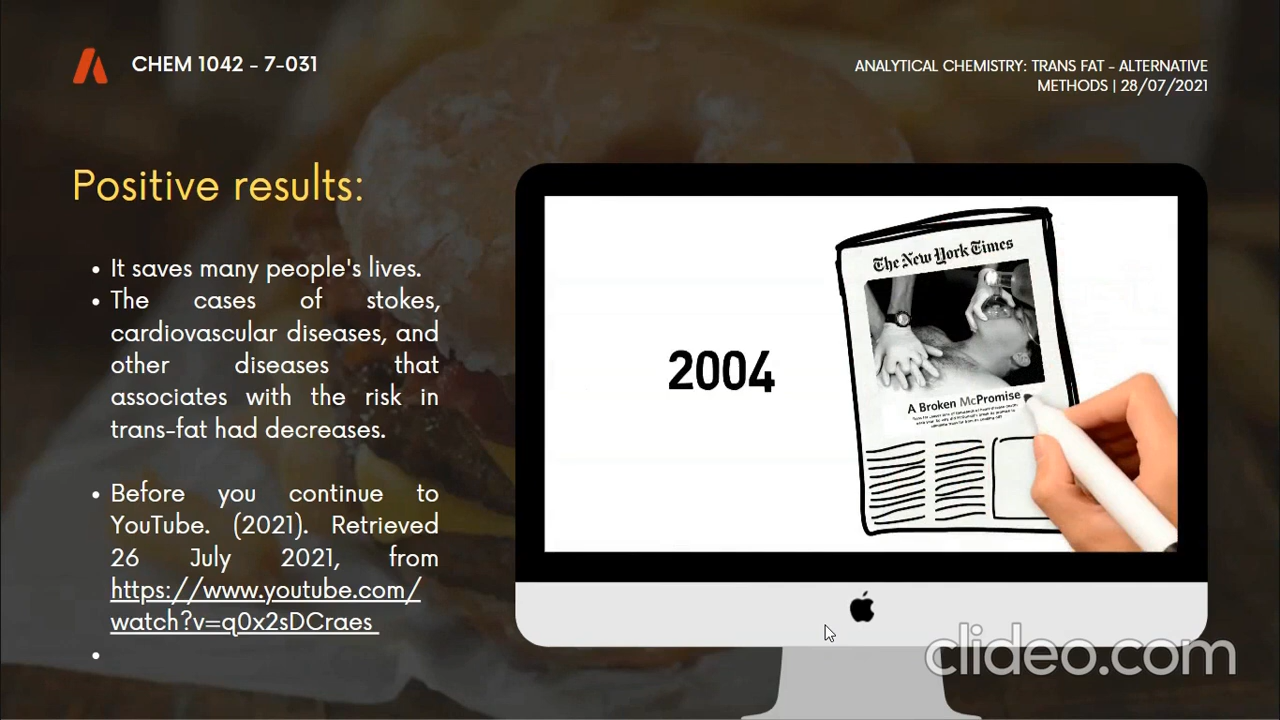 CHEM 1042 - 7-031
ANALYTICAL CHEMISTRY: TRANS FAT - ALTERNATIVE
METHODS | 28/07/2021
Positive results:
• It saves many people's lives.
• The cases of stokes,
cardiovascular diseases, and
other diseases that
associates with the risk in
trans-fat had decreases.
• Before you continue to
YouTube. (2021). Retrieved
26 July 2021, from
https://www.youtube.com/
watch?v=q0x2sDCraes
•
2004
The New York Times
A Broken McPromise
clideo.com